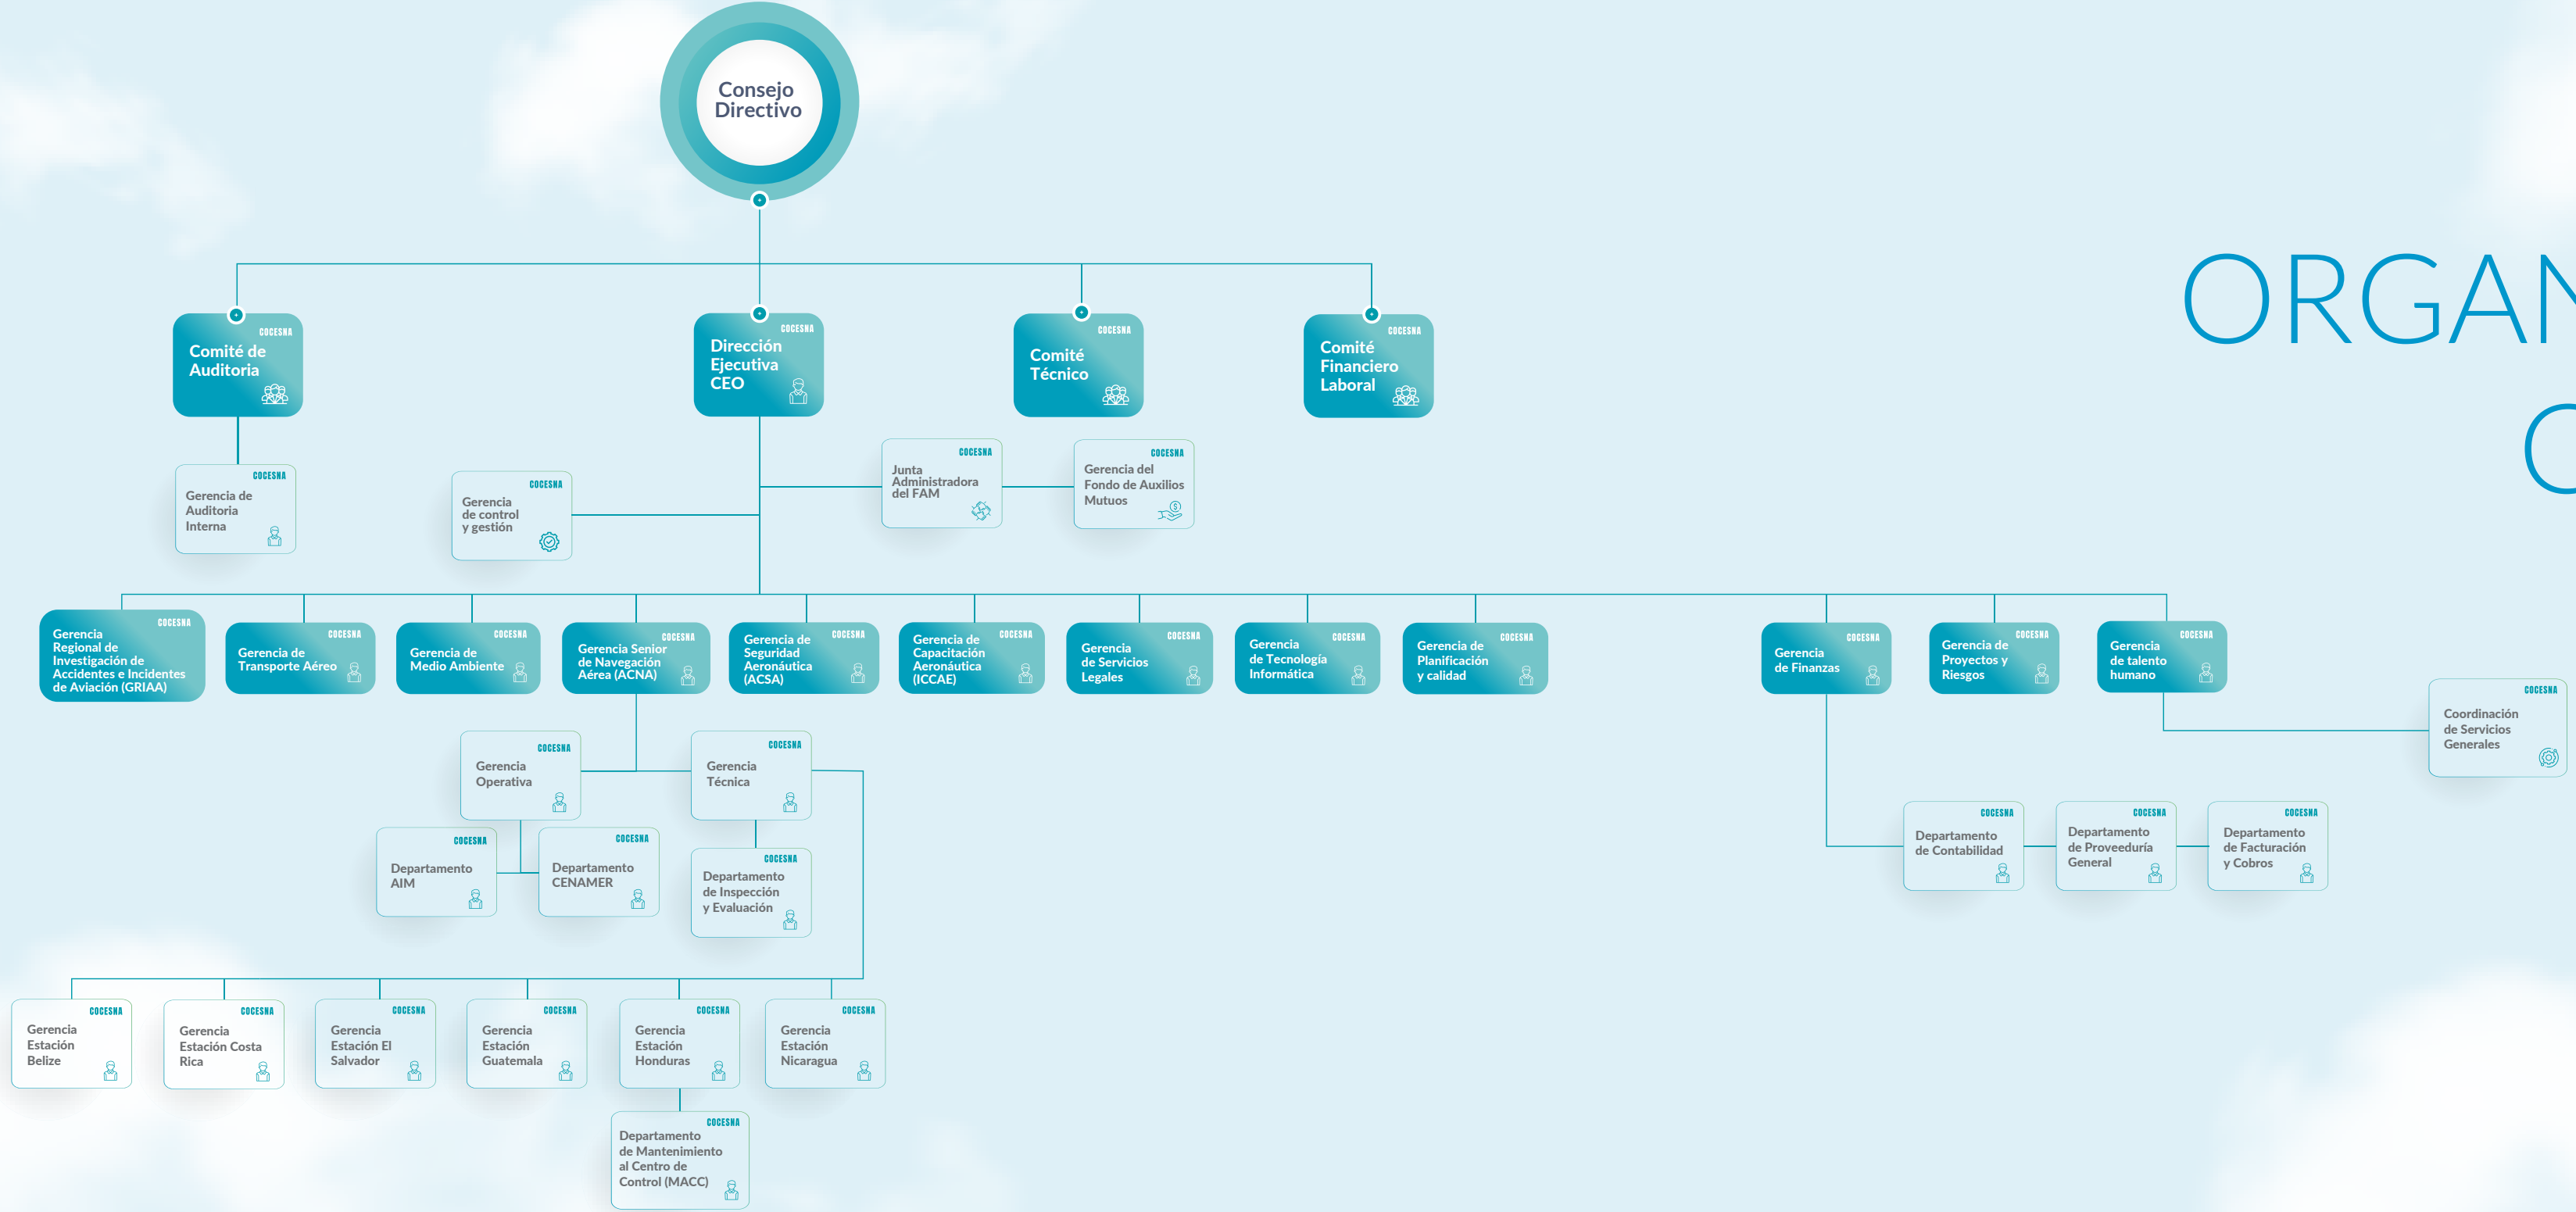 Consejo
Directivo
ORGAN
C
COCESNA
Comité de
Auditoria
COCESNA
Dirección
Ejecutiva
CEO
COCESNA
Comité
Técnico
COCESNA
Comité
Financiero
Laboral
COCESNA
Gerencia de
Auditoria
Interna
COCESNA
Gerencia
de control
y gestión
COCESNA
Junta
Administradora
del FAM
COCESNA
Gerencia del
Fondo de Auxilios
Mutuos
COCESNA
Gerencia
Regional de
Investigación de
Accidentes e Incidentes
de Aviación (GRIAA)
COCESNA
Gerencia de
Transporte Aéreo
COCESNA
Gerencia de
Medio Ambiente
COCESNA
Gerencia Senior
de Navegación
Aérea (ACNA)
COCESNA
Gerencia de
Seguridad
Aeronáutica
(ACSA)
COCESNA
Gerencia de
Capacitación
Aeronáutica
(ICCAE)
COCESNA
Gerencia
de Servicios
Legales
COCESNA
Gerencia
de Tecnología
Informática
COCESNA
Gerencia de
Planificación
y calidad
COCESNA
Gerencia
de Finanzas
COCESNA
Gerencia de
Proyectos y
Riesgos
COCESNA
Gerencia
de talento
humano
COCESNA
Coordinación
de Servicios
Generales
COCESNA
Gerencia
Operativa
COCESNA
Gerencia
Técnica
COCESNA
Departamento
AIM
COCESNA
Departamento
CENAMER
COCESNA
Departamento
de Inspección
y Evaluación
COCESNA
Departamento
de Contabilidad
COCESNA
Departamento
de Proveeduría
General
COCESNA
Departamento
de Facturación
y Cobros
COCESNA
Gerencia
Estación
Belize
COCESNA
Gerencia
Estación Costa
Rica
COCESNA
Gerencia
Estación El
Salvador
COCESNA
Gerencia
Estación
Guatemala
COCESNA
Gerencia
Estación
Honduras
COCESNA
Gerencia
Estación
Nicaragua
COCESNA
Departamento
de Mantenimiento
al Centro de
Control (MACC)